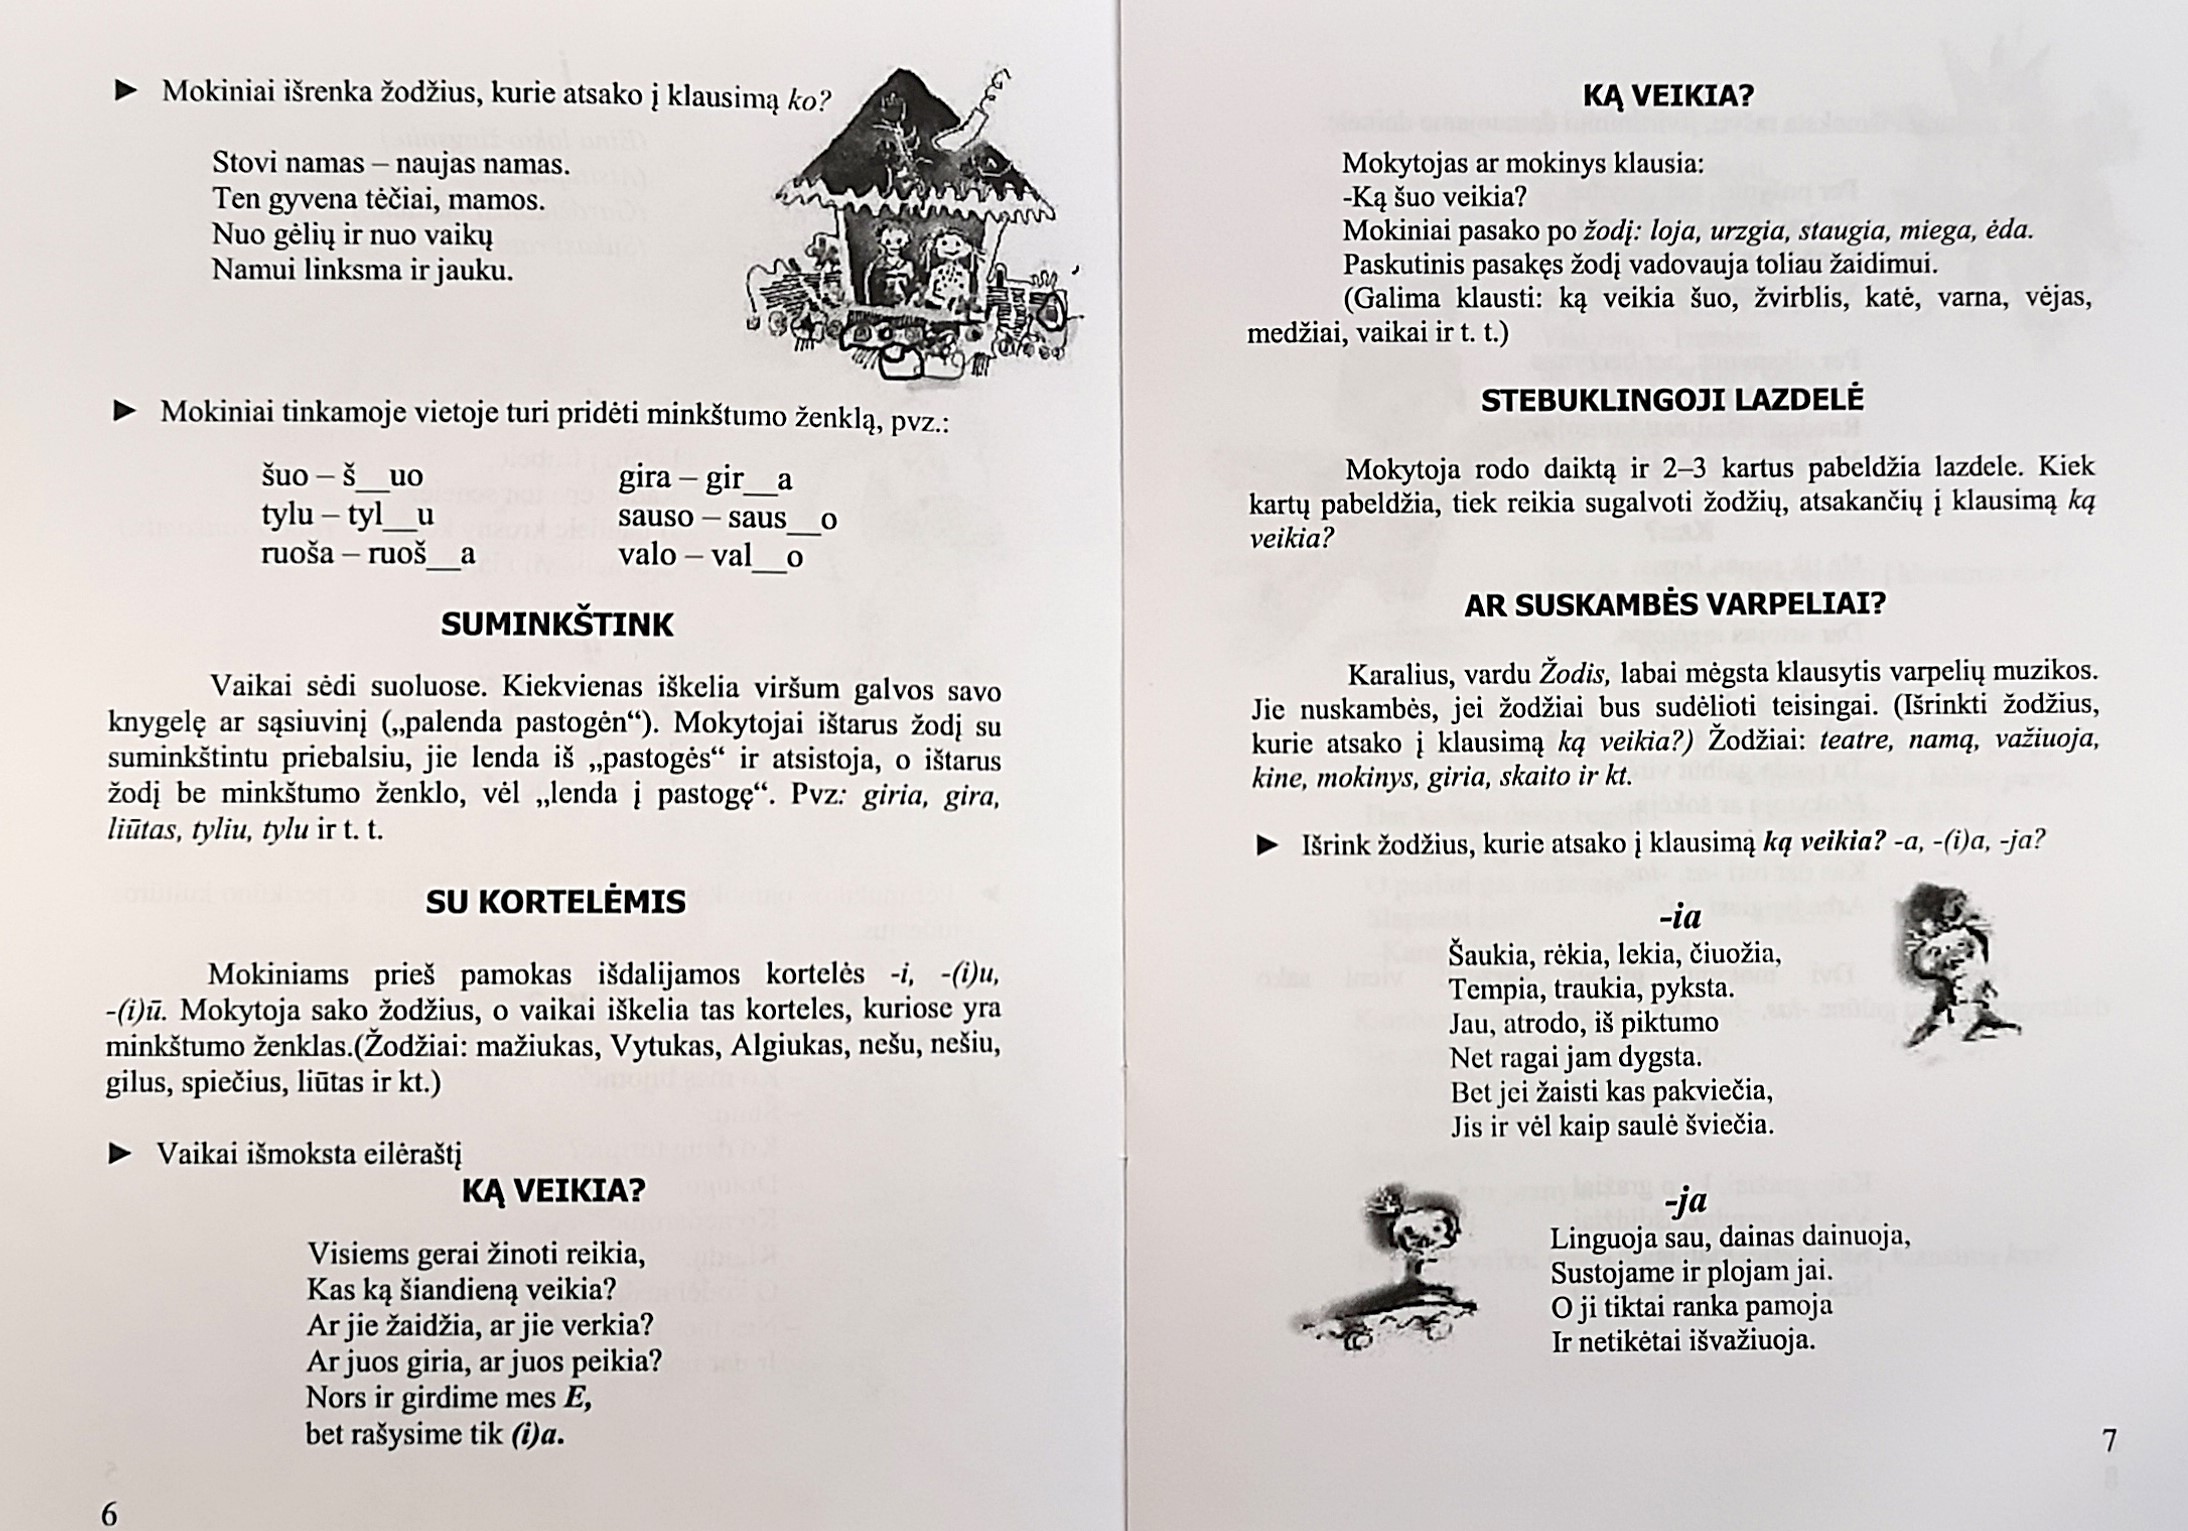 ► Mokiniai išrenka žodžius, kurie atsako į klausimą ko?
Stovi namas – naujas namas.
Ten gyvena tėčiai, mamos.
Nuo gėlių ir nuo vaikų
Namui linksma ir jauku.
► Mokiniai tinkamoje vietoje turi pridėti minkštumo ženklą, pvz.:
šuo – š__uo gira – gir__a
tylu – tyl__u sauso – saus__o
ruoša – ruoš__a valo – val__o
SUMINKŠTINK
Vaikai sėdi suoluose. Kiekvienas iškelia viršum galvos savo
knygelę ar sąsiuvinį („palenda pastogėn“). Mokytojai ištarus žodį su
suminkštintu priebalsiu, jie lenda iš „pastogės“ ir atsistoja, o ištarus
žodį be minkštumo ženklo, vėl „lenda į pastogę“. Pvz: giria, gira,
liūtas, tyliu, tylu ir t. t.
SU KORTELĖMIS
Mokiniams prieš pamokas išdalijamos kortelės -i, -(i)u,
-(i)ū. Mokytoja sako žodžius, o vaikai iškelia tas korteles, kuriose yra
minkštumo ženklas.(Žodžiai: mažiukas, Vytukas, Algiukas, nešu, nešiu,
gilus, spiečius, liūtas ir kt.)
► Vaikai išmoksta eilėraštį
KĄ VEIKIA?
Visiems gerai žinoti reikia,
Kas ką šiandieną veikia?
Ar jie žaidžia, ar jie verkia?
Ar juos giria, ar juos peikia?
Nors ir girdime mes E,
bet rašysime tik (i)a.
6
KĄ VEIKIA?
Mokytojas ar mokinys klausia:
-Ką šuo veikia?
Mokiniai pasako po žodį: loja, urzgia, staugia, miega, ėda.
Paskutinis pasakęs žodį vadovauja toliau žaidimui.
(Galima klausti: ką veikia šuo, žvirblis, katė, varna, vėjas,
medžiai, vaikai ir t. t.)
STEBUKLINGOJI LAZDELĖ
Mokytoja rodo daiktą ir 2–3 kartus pabeldžia lazdele. Kiek
kartų pabeldžia, tiek reikia sugalvoti žodžių, atsakančių į klausimą ką
veikia?
AR SUSKAMBĖS VARPELIAI?
Karalius, vardu Žodis, labai mėgsta klausytis varpelių muzikos.
Jie nuskambės, jei žodžiai bus sudėlioti teisingai. (Išrinkti žodžius,
kurie atsako į klausimą ką veikia?) Žodžiai: teatre, namą, važiuoja,
kine, mokinys, giria, skaito ir kt.
► Išrink žodžius, kurie atsako į klausimą ką veikia? -a, -(i)a, -ja?
-ia
Šaukia, rėkia, lekia, čiuožia,
Tempia, traukia, pyksta.
Jau, atrodo, iš piktumo
Net ragai jam dygsta.
Bet jei žaisti kas pakviečia,
Jis ir vėl kaip saulė šviečia.
-ja
Linguoja sau, dainas dainuoja,
Sustojame ir plojam jai.
O ji tiktai ranka pamoja
Ir netikėtai išvažiuoja.
7